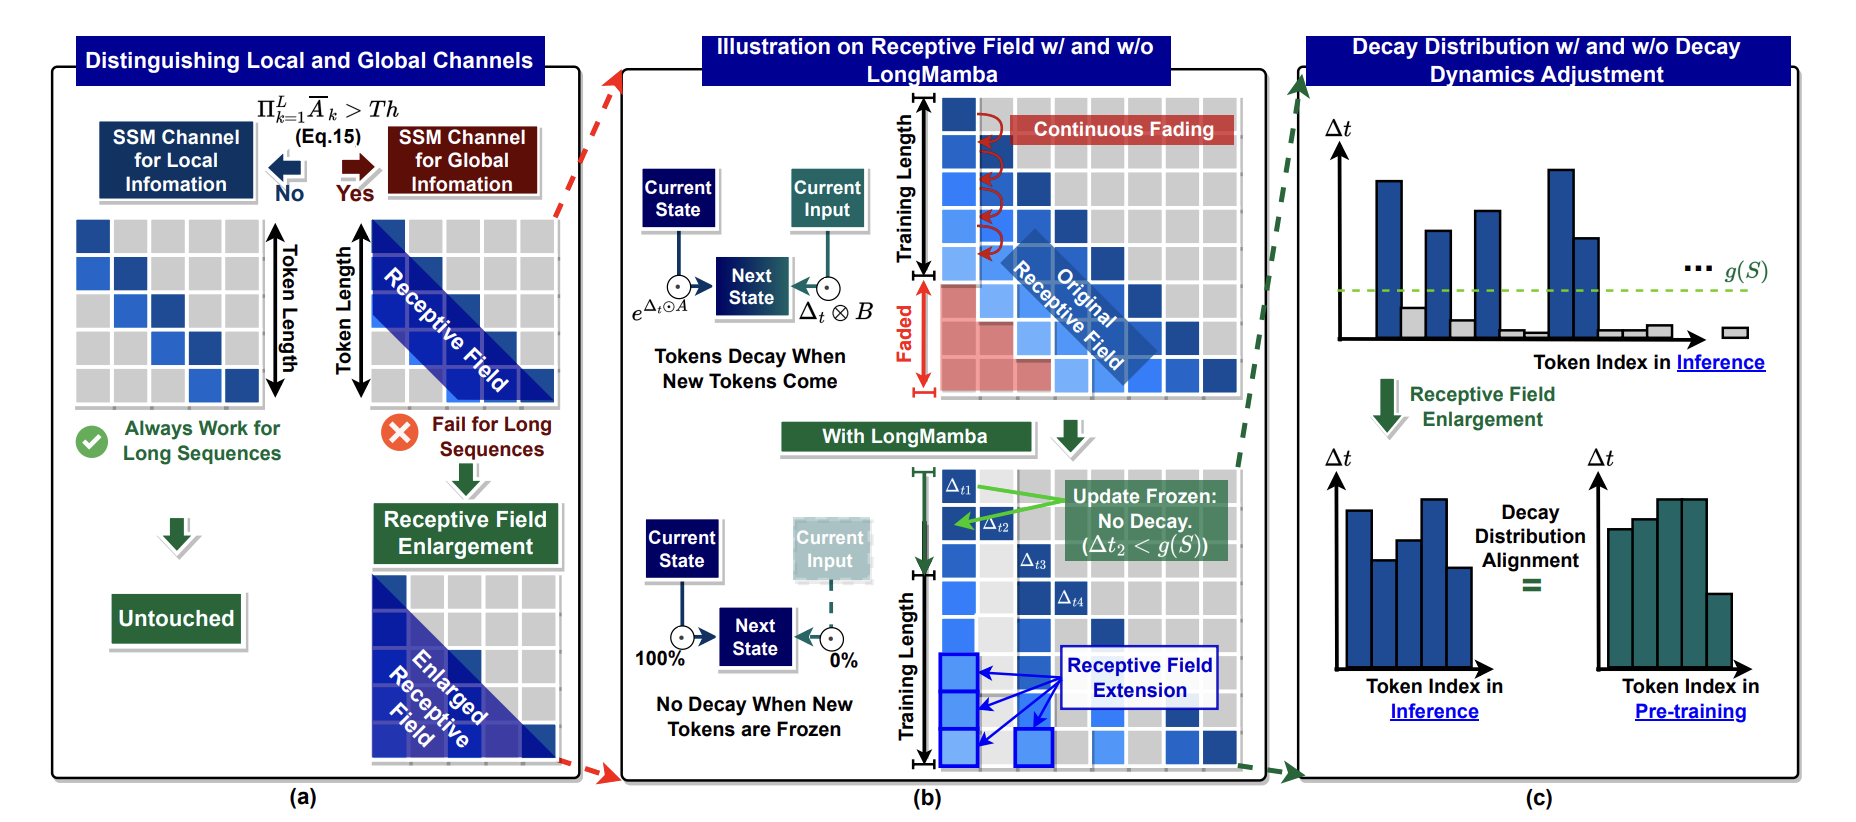 Distinguishing Local and Global Channels
$\Pi_{k=1}^{L}\overline{A}_k > Th$
(Eq.15)
SSM Channel
for Local
Infomation
SSM Channel
for Global
Infomation
No
Yes
Token Length
Token Length
Receptive Field
Always Work for
Long Sequences
Fail for Long
Sequences
Receptive Field
Enlargement
Untouched
Enlarged
Receptive
Field
(a)
Illustration on Receptive Field w/ and w/o
LongMamba
Current
State
Current
Input
Next
State
$e^{\Delta_t \odot A}$
$\Delta_t \otimes B$
Tokens Decay When
New Tokens Come
Training Length
Faded
Continuous Fading
Original
Receptive Field
With LongMamba
Current
State
Current
Input
Next
State
100%
0%
No Decay When New
Tokens are Frozen
Training Length
$\Delta_{t1}$
$\Delta_{t2}$
$\Delta_{t3}$
$\Delta_{t4}$
Update Frozen:
No Decay.
($\Delta t_2 < g(S)$)
Receptive Field
Extension
(b)
Decay Distribution w/ and w/o Decay
Dynamics Adjustment
$\Delta t$
... $g(S)$
Token Index in Inference
Receptive Field
Enlargement
$\Delta t$
Token Index in
Inference
Decay
Distribution
Alignment
=
$\Delta t$
Token Index in
Pre-training
(c)